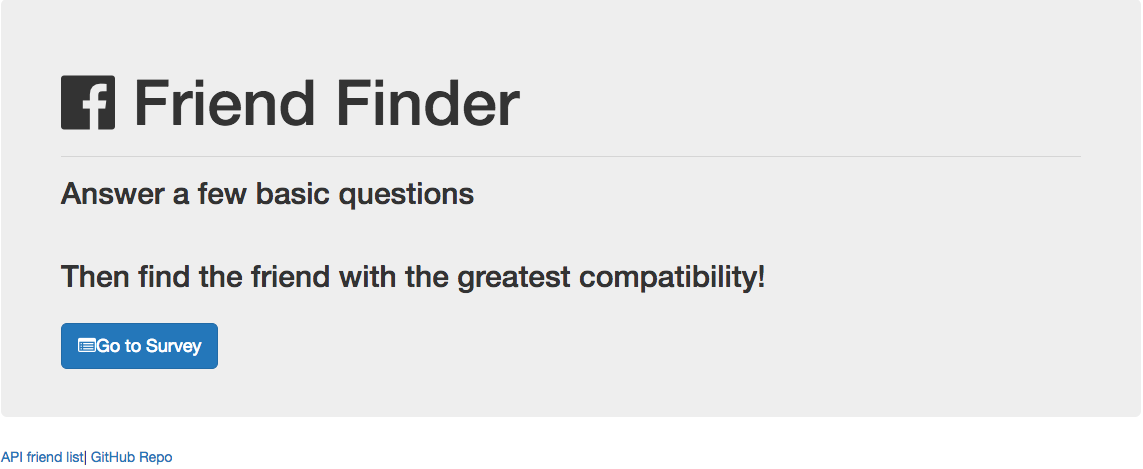 Friend Finder
Answer a few basic questions
Then find the friend with the greatest compatibility!
Go to Survey
API friend list| GitHub Repo